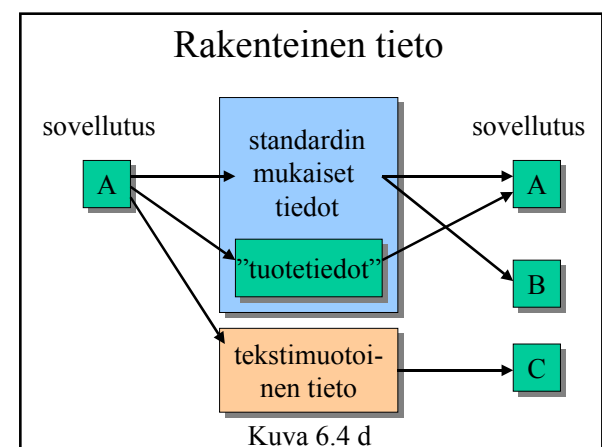 Rakenteinen tieto
sovellutus
A
standardin
mukaiset
tiedot
”tuotetiedot”
tekstimuotoi-
nen tieto
sovellutus
A
B
C
Kuva 6.4 d